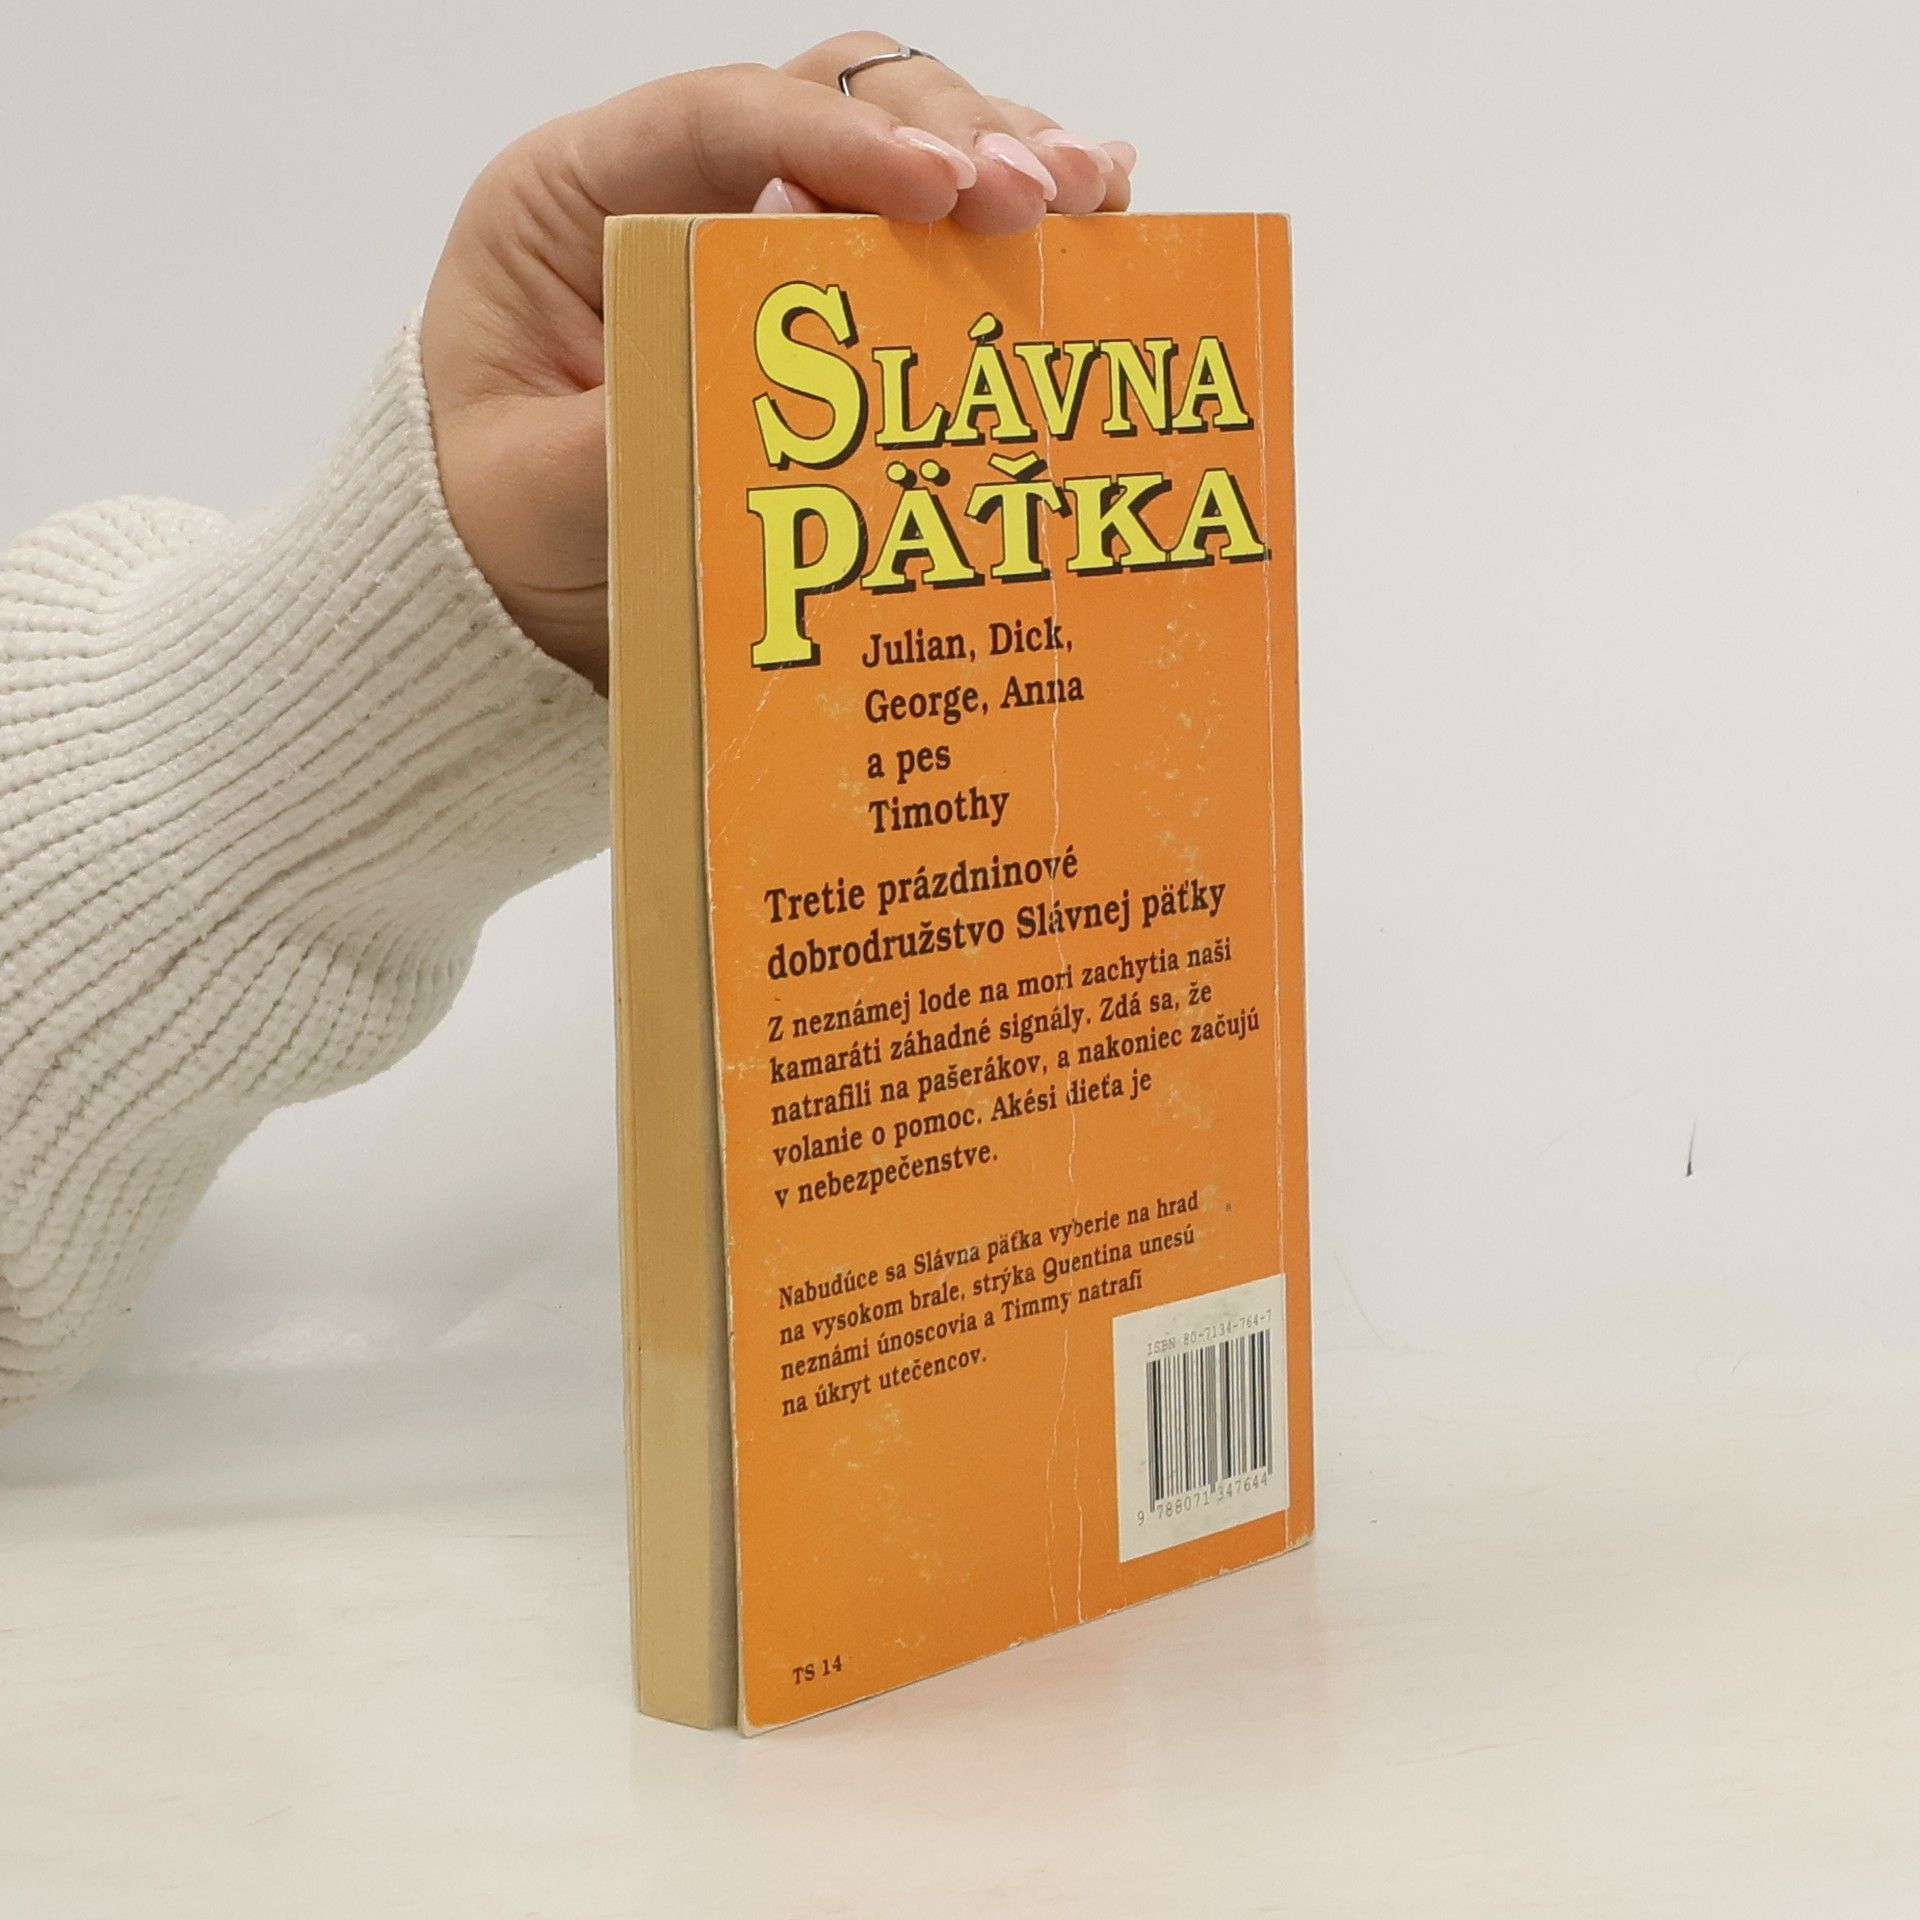 SLÁVNA
PÄŤKA
Julian, Dick,
George, Anna
a pes
Timothy
Tretie prázdninové
dobrodružstvo Slávnej päťky
Z neznámej lode na mori zachytia naši
kamaráti záhadné signály. Zdá sa, že
natrafili na pašerákov, a nakoniec začujú
volanie o pomoc. Akési dieťa je
v nebezpečenstve.
Nabudúce sa Slávna päťka vyberie na hrad
na vysokom brale, strýka Quentina unesú
neznámi únoscovia a Timmy natrafí
na úkryt utečencov.
ISBN 80-7134-764-7
9 788071 347644
TS 14